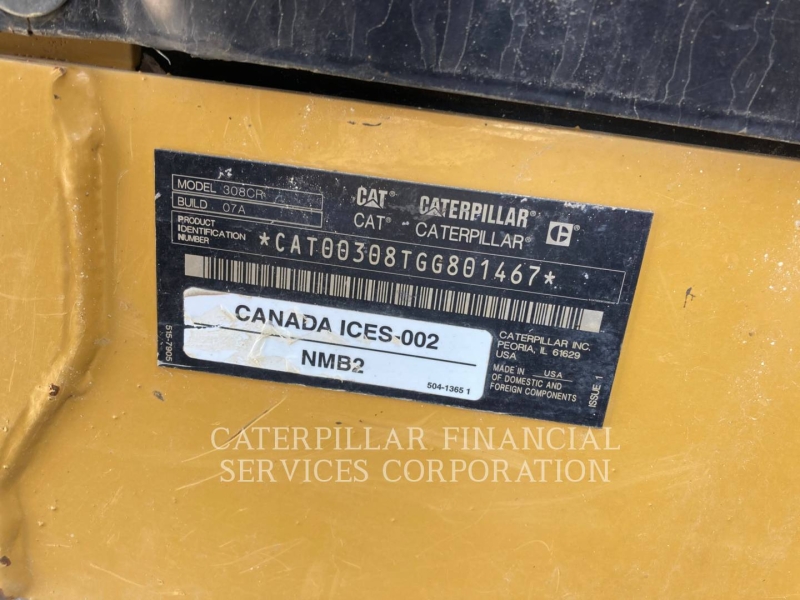 MODEL 308CR
BUILD 07A
PRODUCT
IDENTIFICATION
NUMBER
CAT CATERPILLAR®
CAT® CATERPILLAR®
*CAT00308TGG801467*
CANADA ICES-002
NMB2
504-1365 1
515-7905
CATERPILLAR INC.
PEORIA, IL 61629
USA
MADE IN USA
OF DOMESTIC AND
FOREIGN COMPONENTS
ISSUE 1
CATERPILLAR FINANCIAL
SERVICES CORPORATION